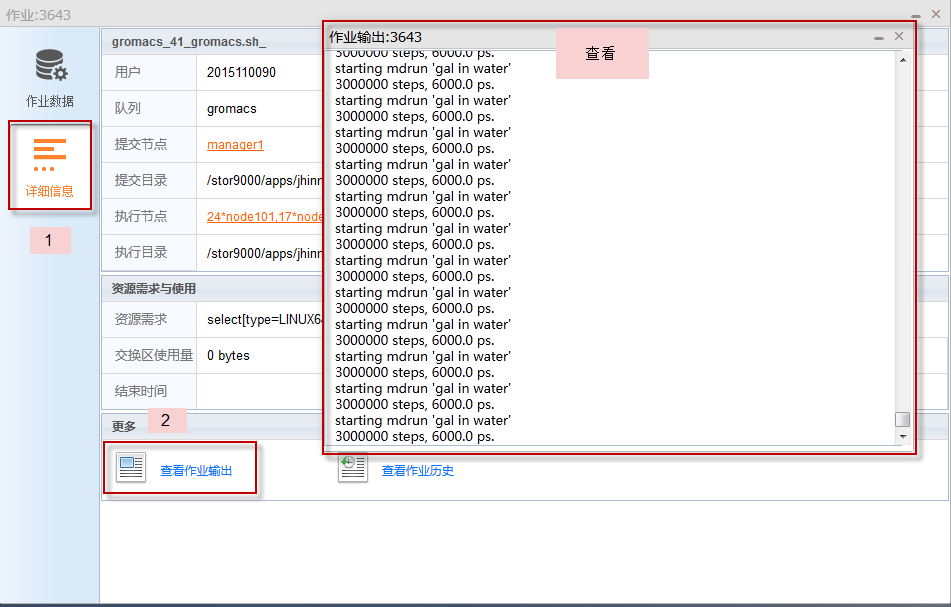 作业:3643
作业数据
详细信息
1
gromacs_41_gromacs.sh_
用户 2015110090
队列 gromacs
提交节点 manager1
提交目录 /stor9000/apps/jhinn
执行节点 24*node101,17*node
执行目录 /stor9000/apps/jhinn
资源需求与使用
资源需求 select[type=LINUX6
交换区使用量 0 bytes
结束时间
更多
2
查看作业输出
查看作业历史
作业输出:3643
查看
3000000 steps, 6000.0 ps.
starting mdrun 'gal in water'
3000000 steps, 6000.0 ps.
starting mdrun 'gal in water'
3000000 steps, 6000.0 ps.
starting mdrun 'gal in water'
3000000 steps, 6000.0 ps.
starting mdrun 'gal in water'
3000000 steps, 6000.0 ps.
starting mdrun 'gal in water'
3000000 steps, 6000.0 ps.
starting mdrun 'gal in water'
3000000 steps, 6000.0 ps.
starting mdrun 'gal in water'
3000000 steps, 6000.0 ps.
starting mdrun 'gal in water'
3000000 steps, 6000.0 ps.
starting mdrun 'gal in water'
3000000 steps, 6000.0 ps.
starting mdrun 'gal in water'
3000000 steps, 6000.0 ps.
starting mdrun 'gal in water'
3000000 steps, 6000.0 ps.
starting mdrun 'gal in water'
3000000 steps, 6000.0 ps.